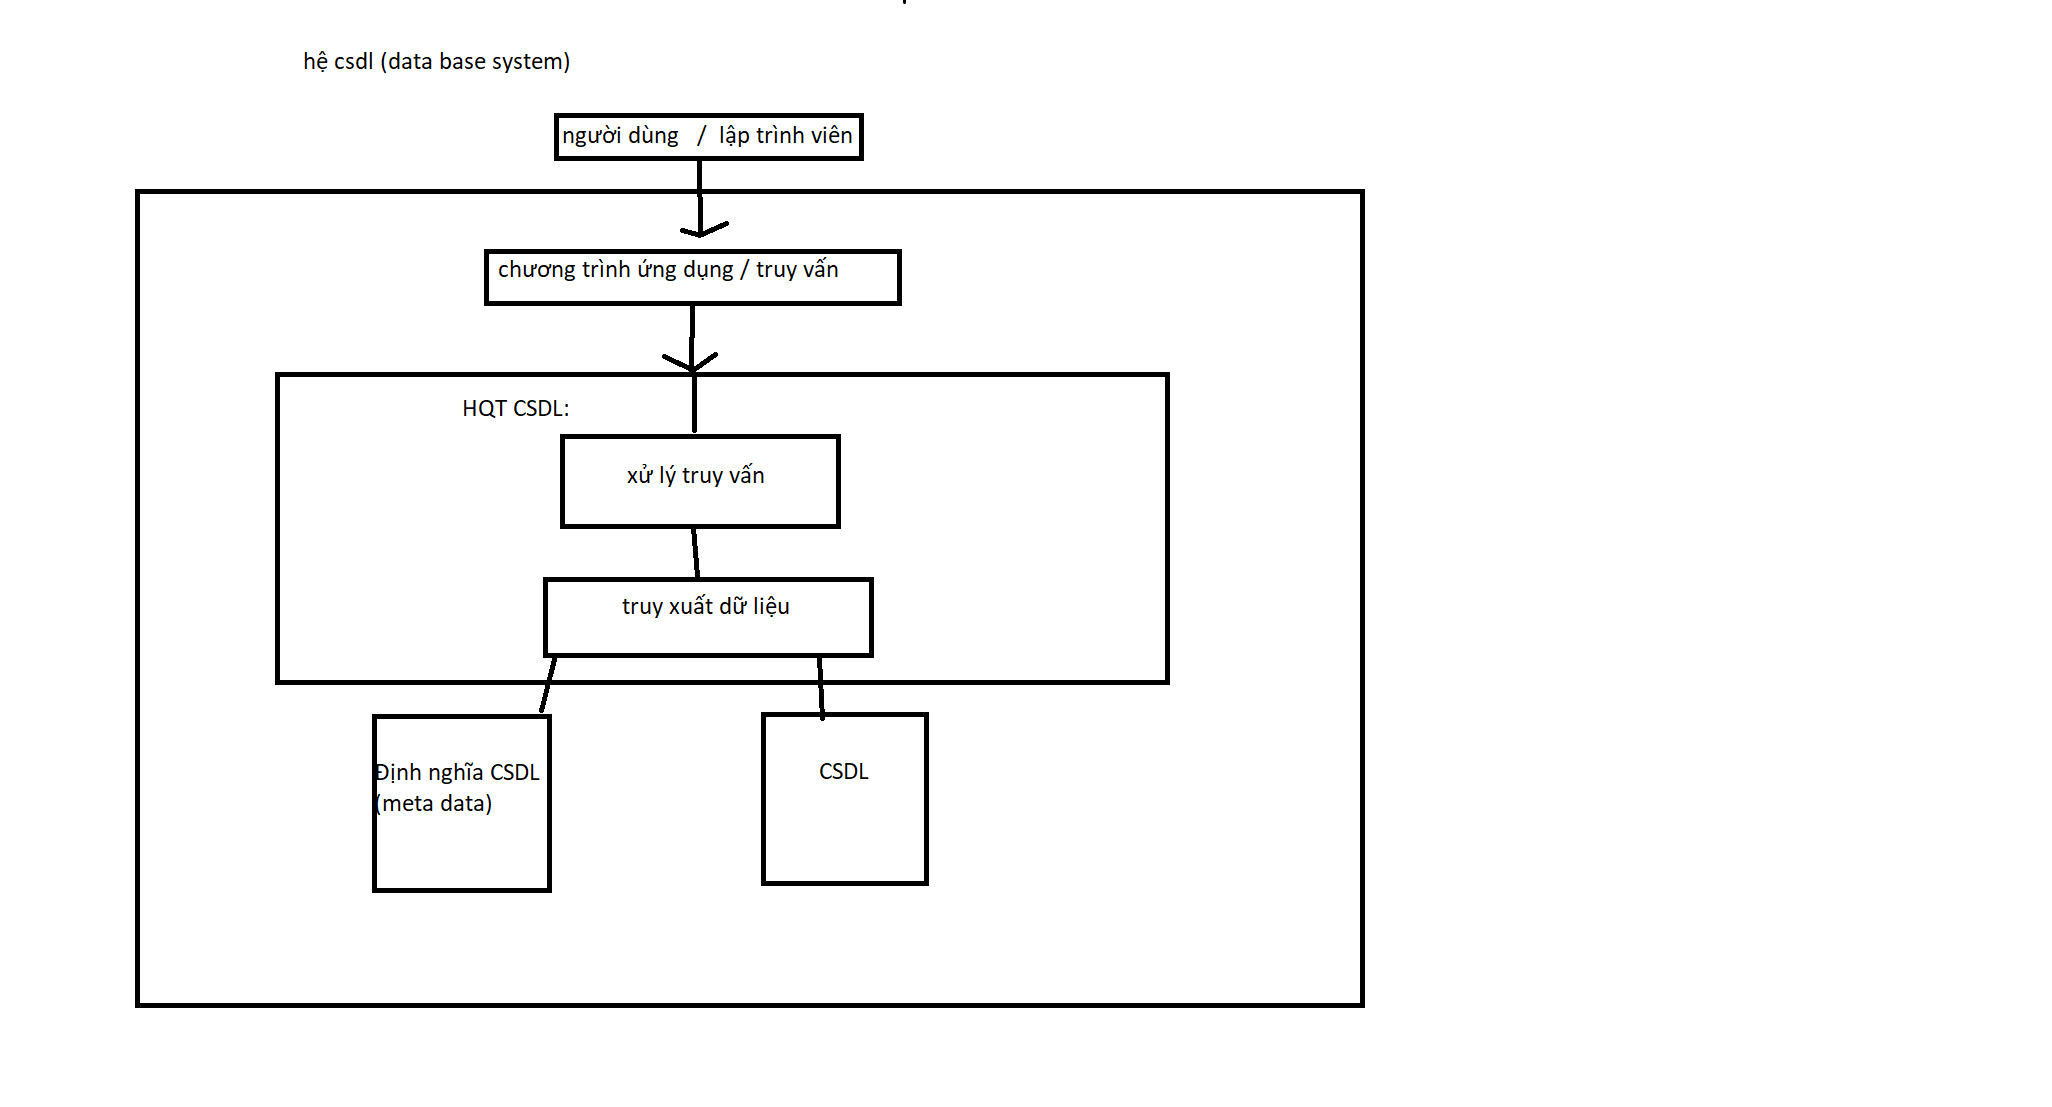 hệ csdl (data base system)
người dùng / lập trình viên
chương trình ứng dụng / truy vấn
HQT CSDL:
xử lý truy vấn
truy xuất dữ liệu
Định nghĩa CSDL
(meta data)
CSDL